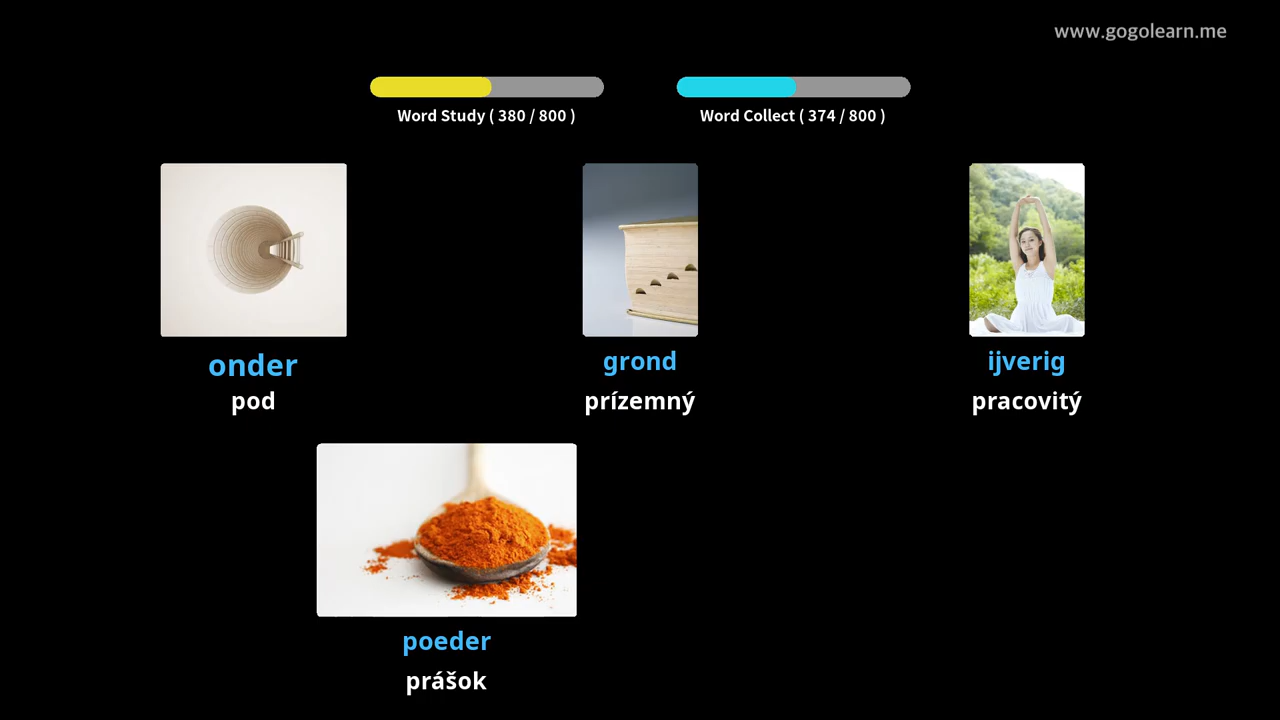 www.gogolearn.me
Word Study ( 380 / 800 )
Word Collect ( 374 / 800 )
onder
pod
grond
prízemný
ijverig
pracovitý
poeder
prášok